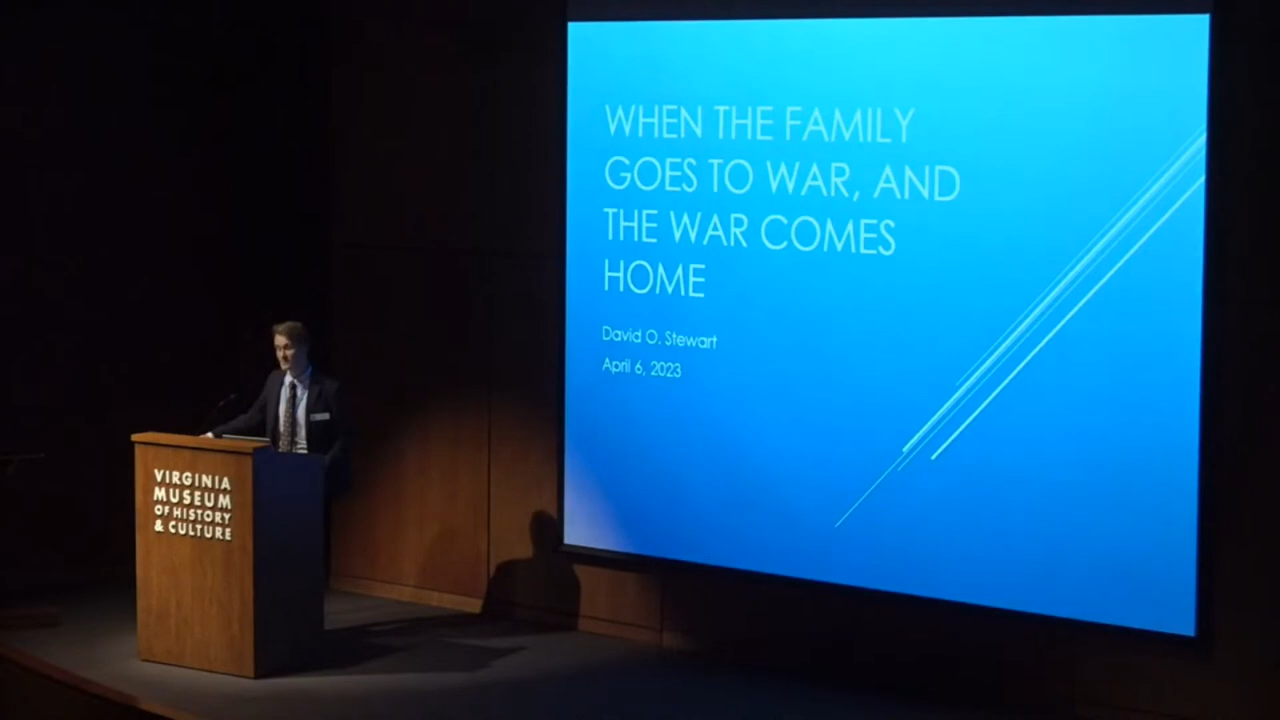 WHEN THE FAMILY
GOES TO WAR, AND
THE WAR COMES
HOME
David O. Stewart
April 6, 2023
VIRGINIA
MUSEUM
OF HISTORY
& CULTURE